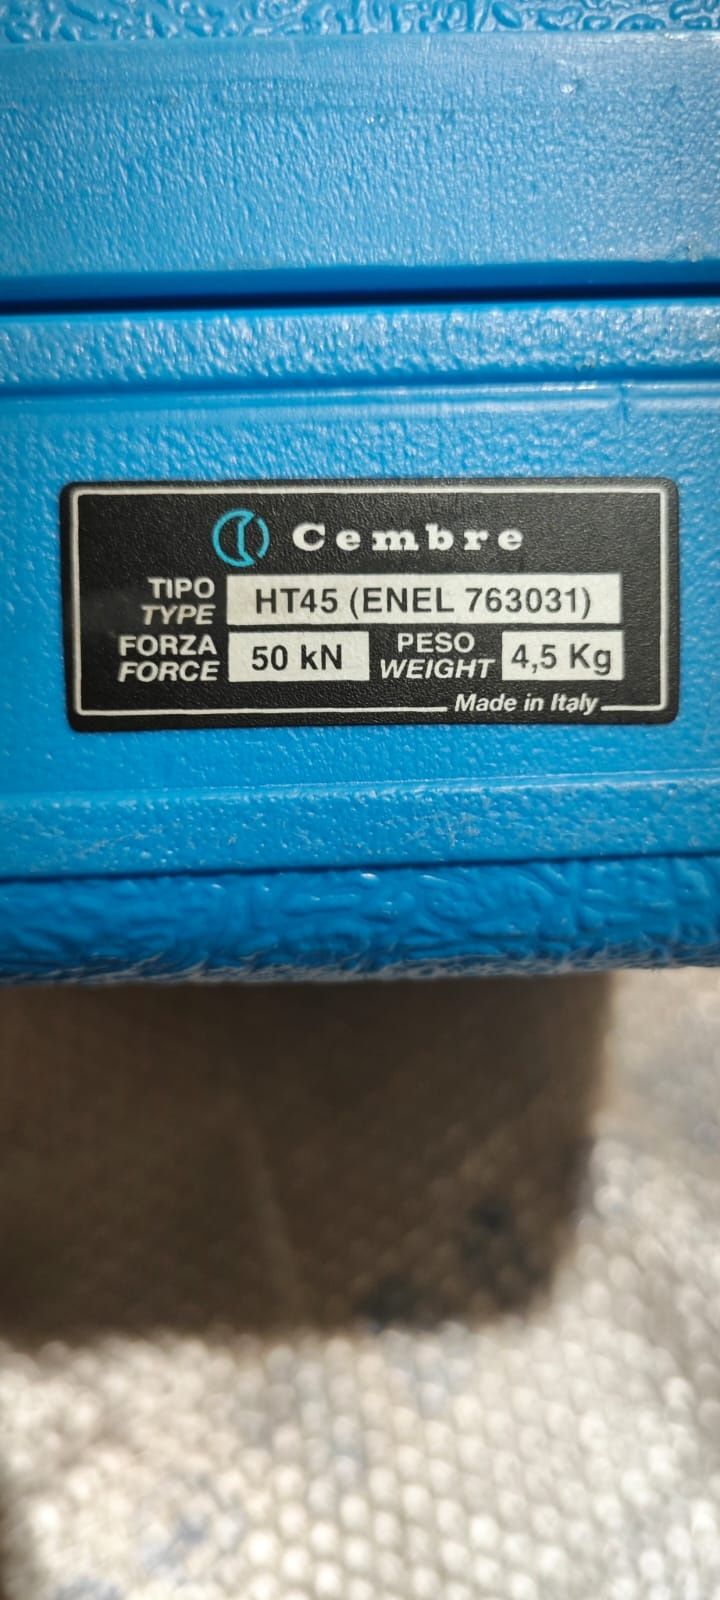 Cembre
TIPO
TYPE
HT45 (ENEL 763031)
FORZA
FORCE
50 kN
PESO
WEIGHT
4,5 Kg
Made in Italy